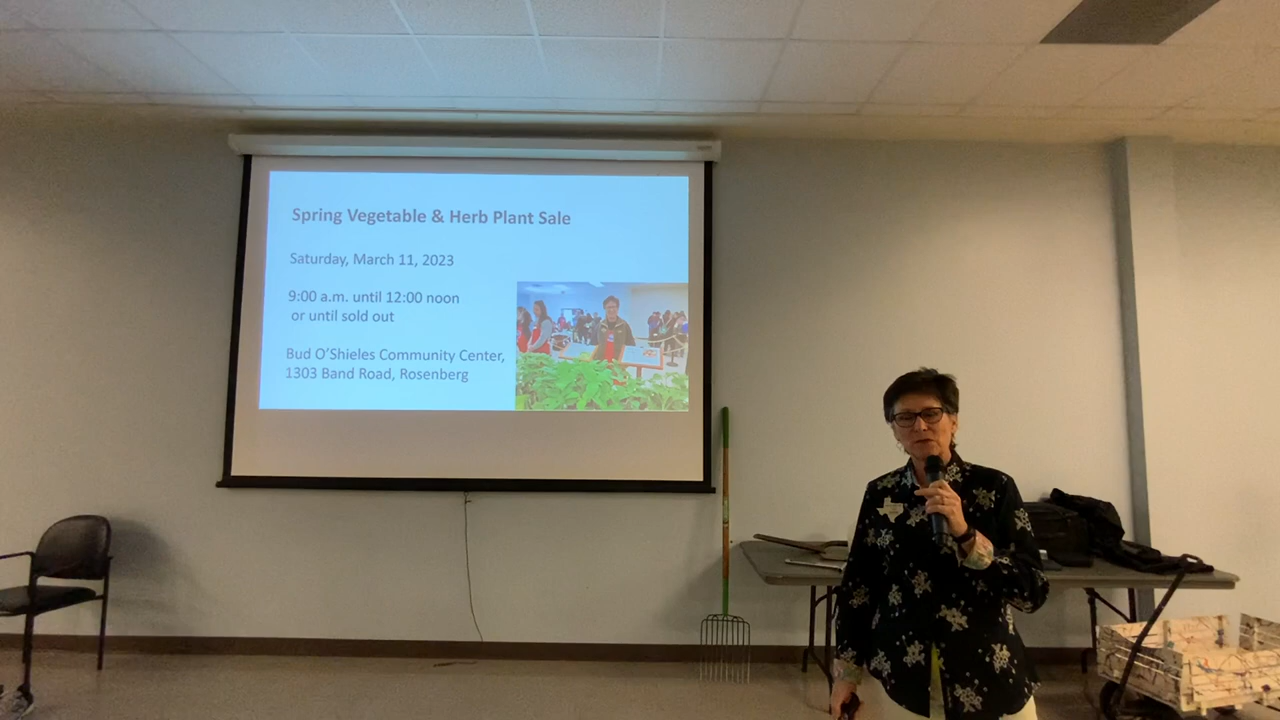 Spring Vegetable & Herb Plant Sale
Saturday, March 11, 2023
9:00 a.m. until 12:00 noon
or until sold out
Bud O'Shieles Community Center,
1303 Band Road, Rosenberg